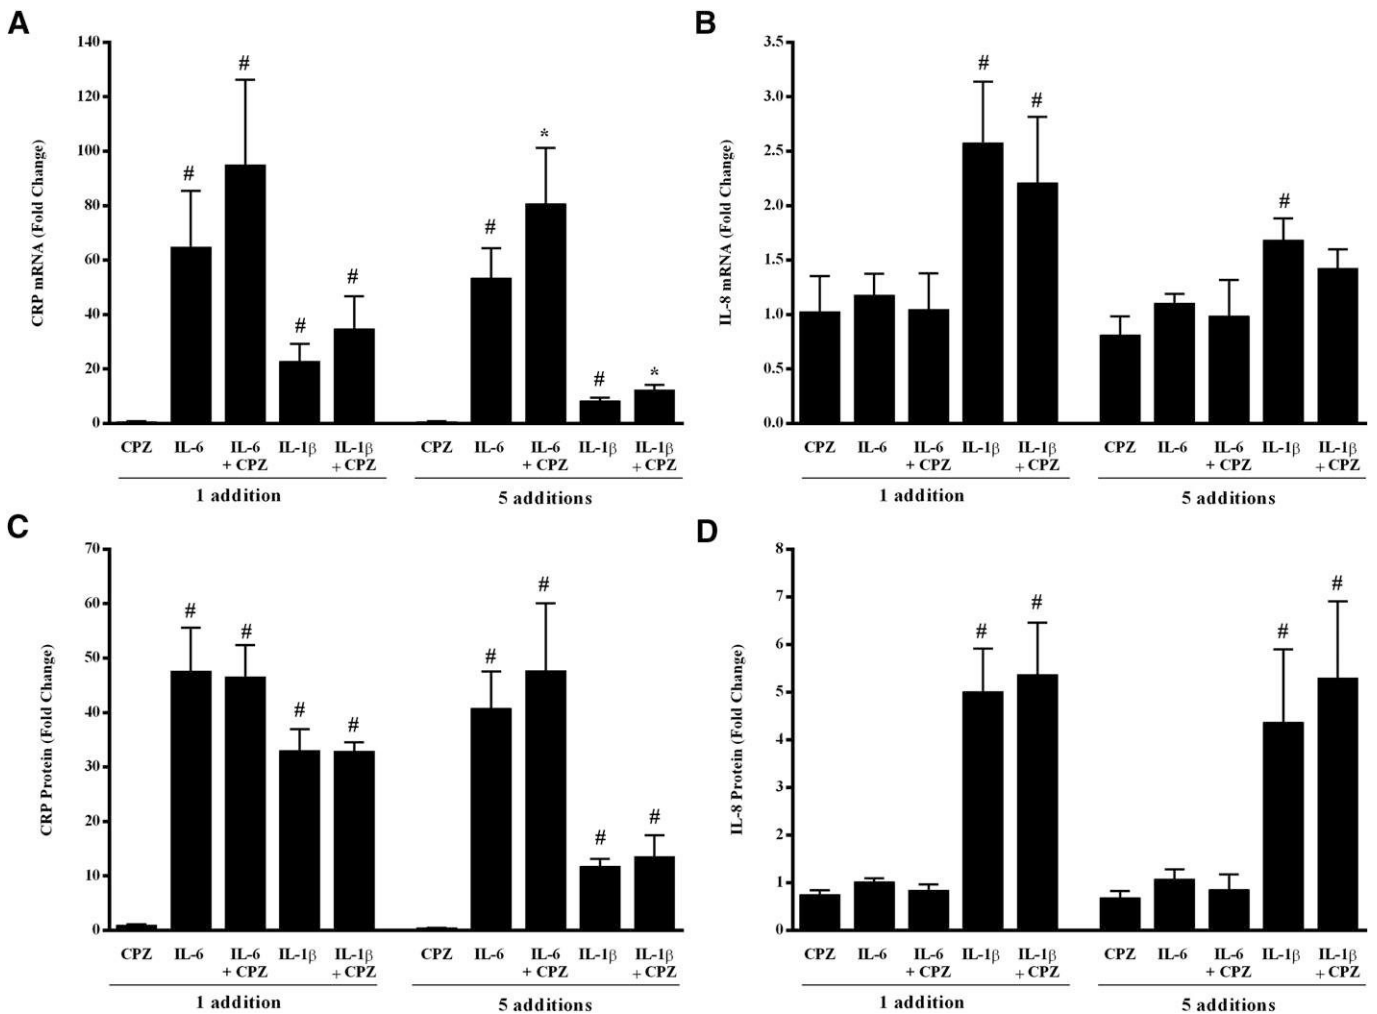 A
CRP mRNA (Fold Change)
140
120
100
80
60
40
20
0
# # # # # * # *
CPZ IL-6 IL-6 IL-1β IL-1β CPZ IL-6 IL-6 IL-1β IL-1β
+ CPZ + CPZ + CPZ + CPZ
1 addition 5 additions
B
IL-8 mRNA (Fold Change)
3.5
3.0
2.5
2.0
1.5
1.0
0.5
0.0
# # #
CPZ IL-6 IL-6 IL-1β IL-1β CPZ IL-6 IL-6 IL-1β IL-1β
+ CPZ + CPZ + CPZ + CPZ
1 addition 5 additions
C
CRP Protein (Fold Change)
70
60
50
40
30
20
10
0
# # # # # # # #
CPZ IL-6 IL-6 IL-1β IL-1β CPZ IL-6 IL-6 IL-1β IL-1β
+ CPZ + CPZ + CPZ + CPZ
1 addition 5 additions
D
IL-8 Protein (Fold Change)
8
7
6
5
4
3
2
1
0
# # # #
CPZ IL-6 IL-6 IL-1β IL-1β CPZ IL-6 IL-6 IL-1β IL-1β
+ CPZ + CPZ + CPZ + CPZ
1 addition 5 additions